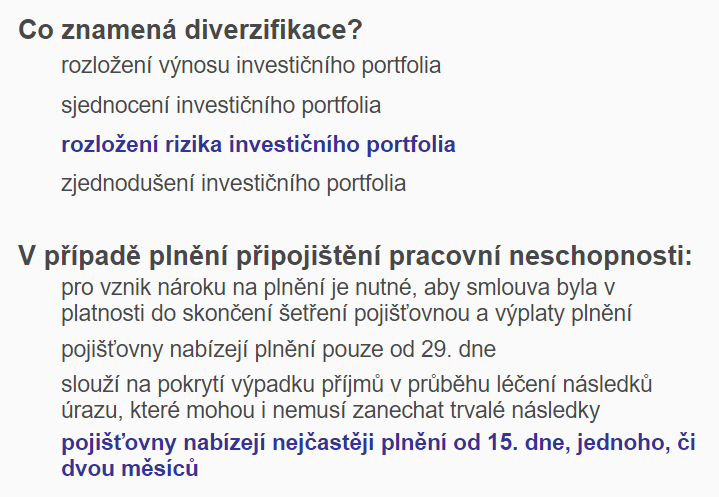 Co znamená diverzifikace?
rozložení výnosu investičního portfolia
sjednocení investičního portfolia
rozložení rizika investičního portfolia
zjednodušení investičního portfolia
V případě plnění připojištění pracovní neschopnosti:
pro vznik nároku na plnění je nutné, aby smlouva byla v
platnosti do skončení šetření pojišťovnou a výplaty plnění
pojišťovny nabízejí plnění pouze od 29. dne
slouží na pokrytí výpadku příjmů v průběhu léčení následků
úrazu, které mohou i nemusí zanechat trvalé následky
pojišťovny nabízejí nejčastěji plnění od 15. dne, jednoho, či
dvou měsíců